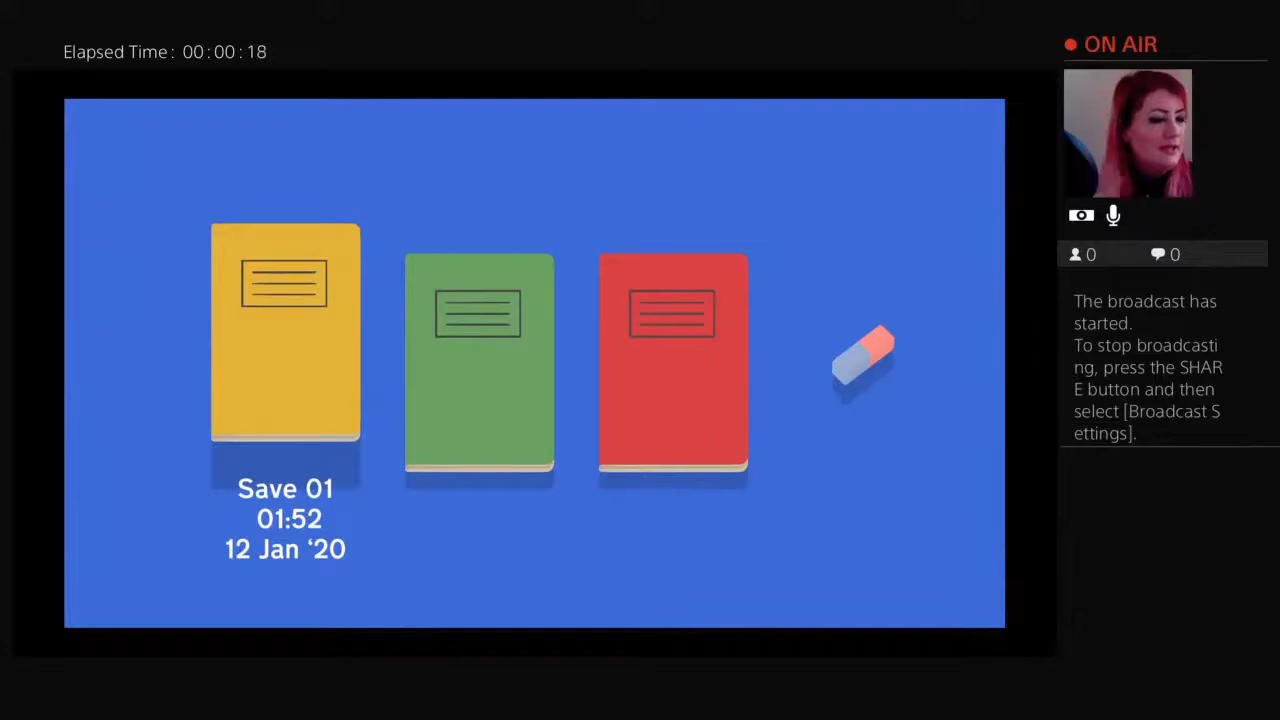 Elapsed Time: 00:00:18
ON AIR
0 0
The broadcast has
started.
To stop broadcasti
ng, press the SHAR
E button and then
select [Broadcast S
ettings].
Save 01
01:52
12 Jan ‘20